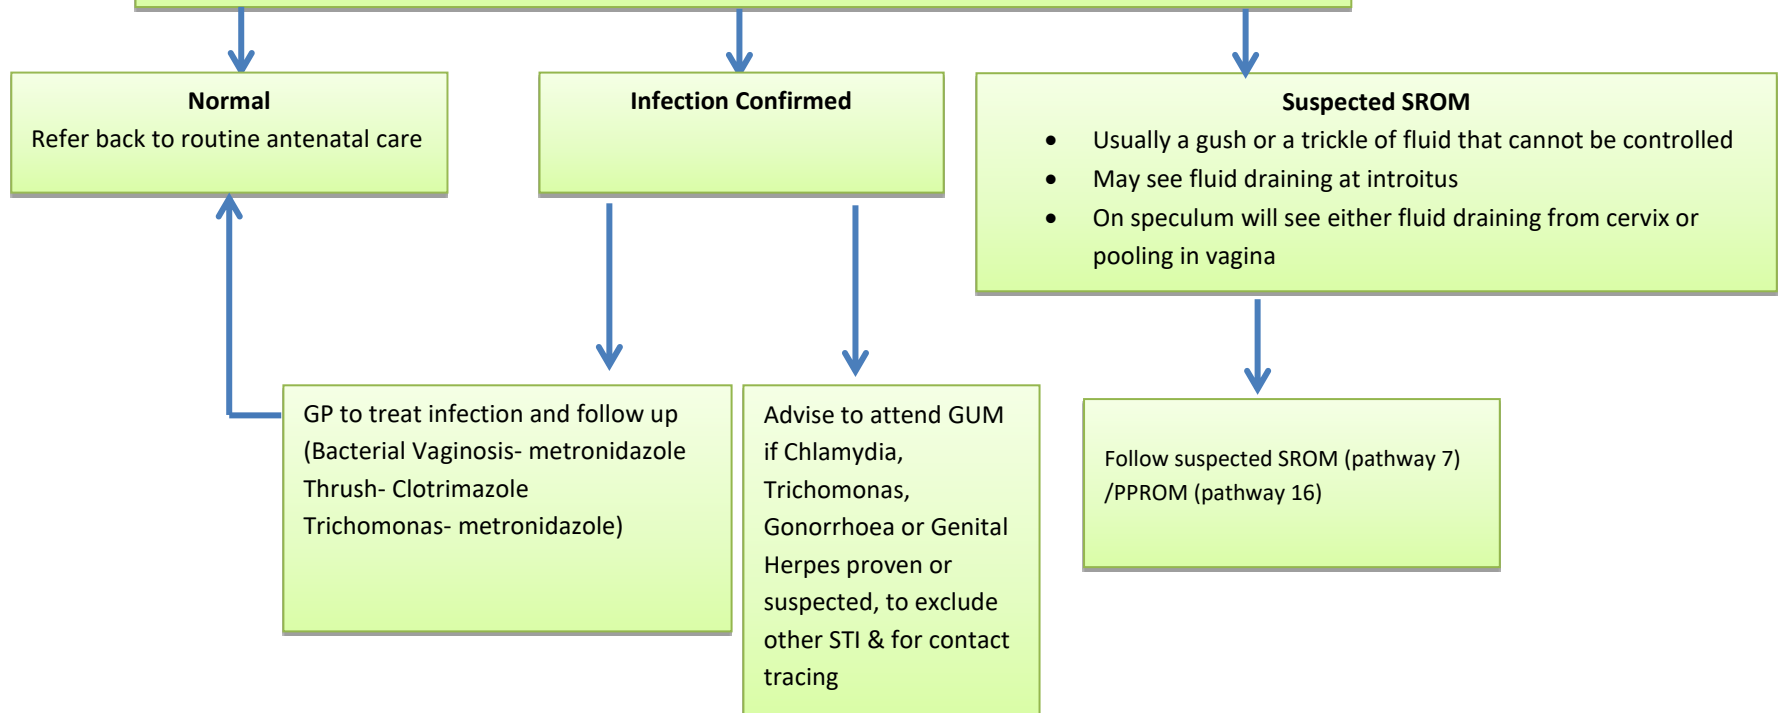 Normal
Refer back to routine antenatal care
Infection Confirmed
Suspected SROM
• Usually a gush or a trickle of fluid that cannot be controlled
• May see fluid draining at introitus
• On speculum will see either fluid draining from cervix or
pooling in vagina
GP to treat infection and follow up
(Bacterial Vaginosis- metronidazole
Thrush- Clotrimazole
Trichomonas- metronidazole)
Advise to attend GUM
if Chlamydia,
Trichomonas,
Gonorrhoea or Genital
Herpes proven or
suspected, to exclude
other STI & for contact
tracing
Follow suspected SROM (pathway 7)
/PPROM (pathway 16)